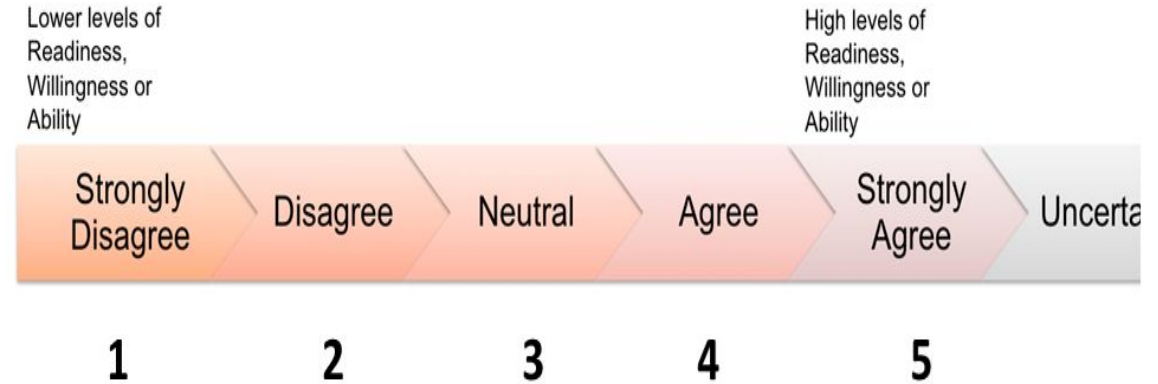 Lower levels of
Readiness,
Willingness or
Ability
High levels of
Readiness,
Willingness or
Ability
Strongly
Disagree
Disagree
Neutral
Agree
Strongly
Agree
Uncerta
1 2 3 4 5